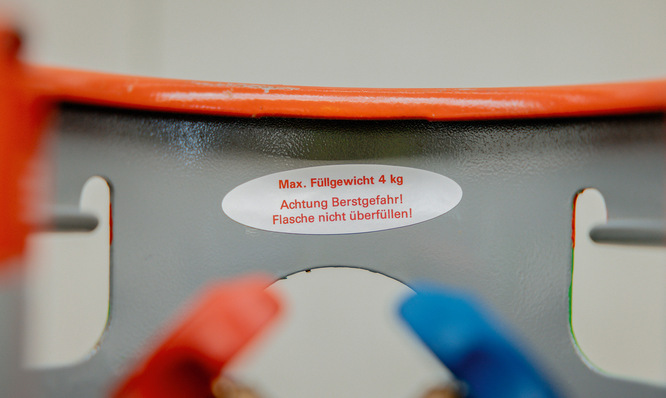 Max. Füllgewicht 4 kg
Achtung Berstgefahr!
Flasche nicht überfüllen!